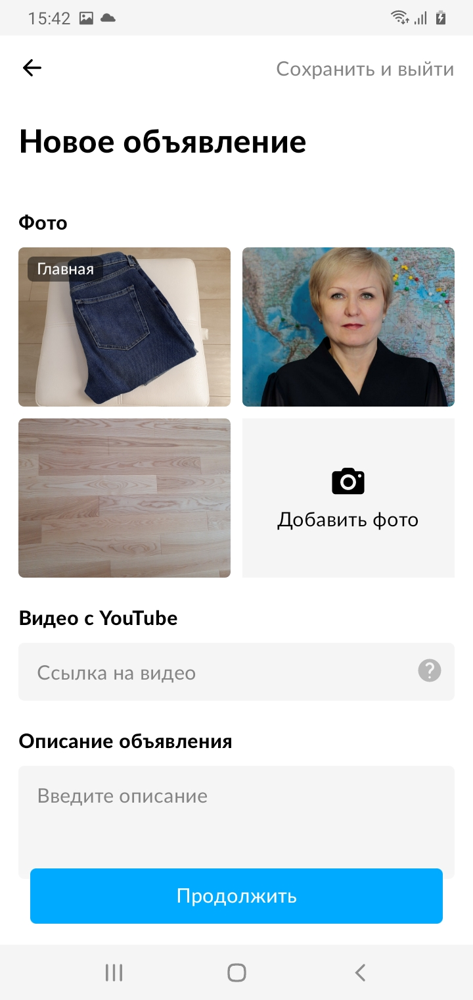 15:42
Сохранить и выйти
Новое объявление
Фото
Главная
Добавить фото
Видео с YouTube
Ссылка на видео
?
Описание объявления
Введите описание
Продолжить